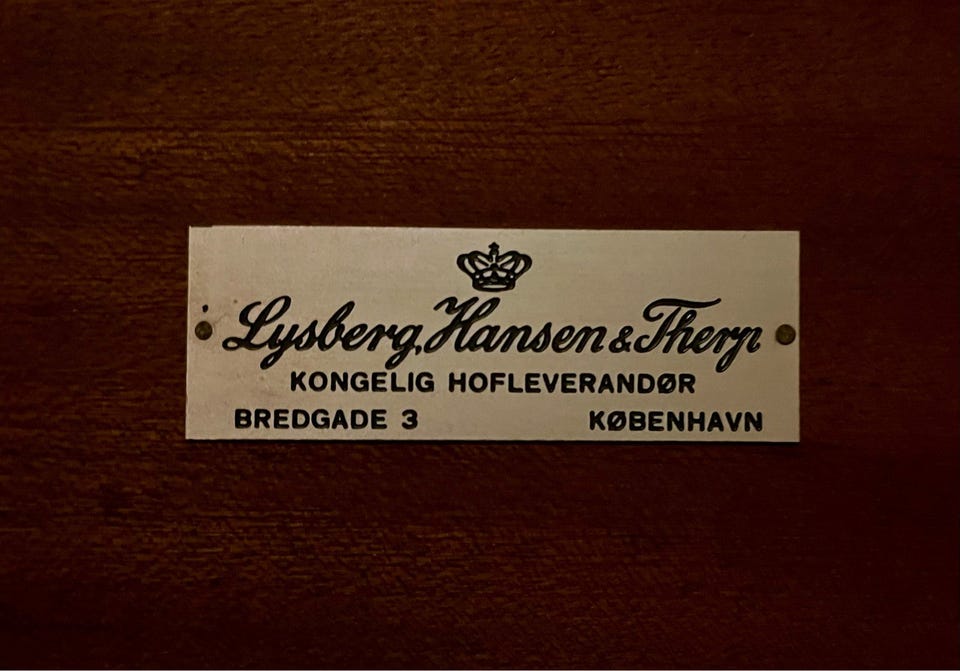 Lysberg, Hansen & Therp
KONGELIG HOFLEVERANDØR
BREDGADE 3 KØBENHAVN